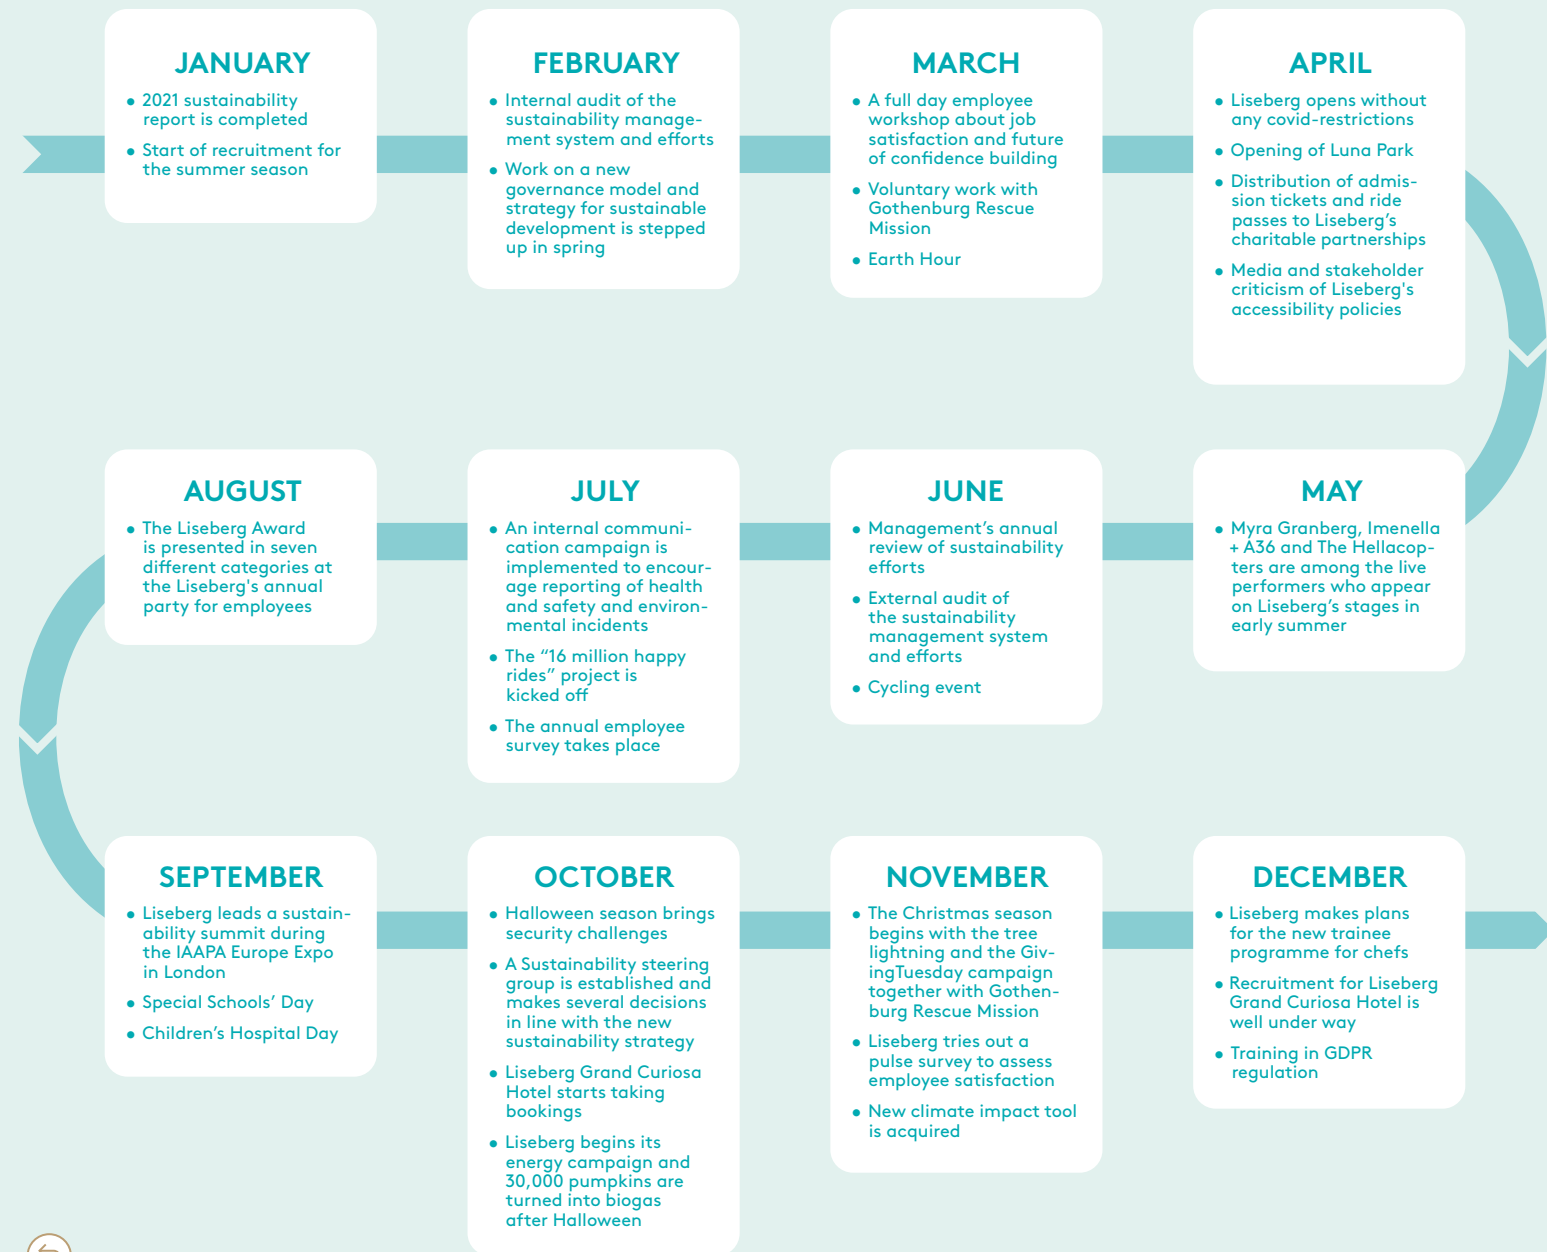 JANUARY
• 2021 sustainability
report is completed
• Start of recruitment for
the summer season
FEBRUARY
• Internal audit of the
sustainability manage-
ment system and efforts
• Work on a new
governance model and
strategy for sustainable
development is stepped
up in spring
MARCH
• A full day employee
workshop about job
satisfaction and future
of confidence building
• Voluntary work with
Gothenburg Rescue
Mission
• Earth Hour
APRIL
• Liseberg opens without
any covid-restrictions
• Opening of Luna Park
• Distribution of admis-
sion tickets and ride
passes to Liseberg’s
charitable partnerships
• Media and stakeholder
criticism of Liseberg's
accessibility policies
MAY
• Myra Granberg, Imenella
+ A36 and The Hellacop-
ters are among the live
performers who appear
on Liseberg’s stages in
early summer
JUNE
• Management’s annual
review of sustainability
efforts
• External audit of
the sustainability
management system
and efforts
• Cycling event
JULY
• An internal communi-
cation campaign is
implemented to encour-
age reporting of health
and safety and environ-
mental incidents
• The “16 million happy
rides” project is
kicked off
• The annual employee
survey takes place
AUGUST
• The Liseberg Award
is presented in seven
different categories at
the Liseberg's annual
party for employees
SEPTEMBER
• Liseberg leads a sustain-
ability summit during
the IAAPA Europe Expo
in London
• Special Schools’ Day
• Children’s Hospital Day
OCTOBER
• Halloween season brings
security challenges
• A Sustainability steering
group is established and
makes several decisions
in line with the new
sustainability strategy
• Liseberg Grand Curiosa
Hotel starts taking
bookings
• Liseberg begins its
energy campaign and
30,000 pumpkins are
turned into biogas
after Halloween
NOVEMBER
• The Christmas season
begins with the tree
lightning and the Giv-
ingTuesday campaign
together with Gothen-
burg Rescue Mission
• Liseberg tries out a
pulse survey to assess
employee satisfaction
• New climate impact tool
is acquired
DECEMBER
• Liseberg makes plans
for the new trainee
programme for chefs
• Recruitment for Liseberg
Grand Curiosa Hotel is
well under way
• Training in GDPR
regulation